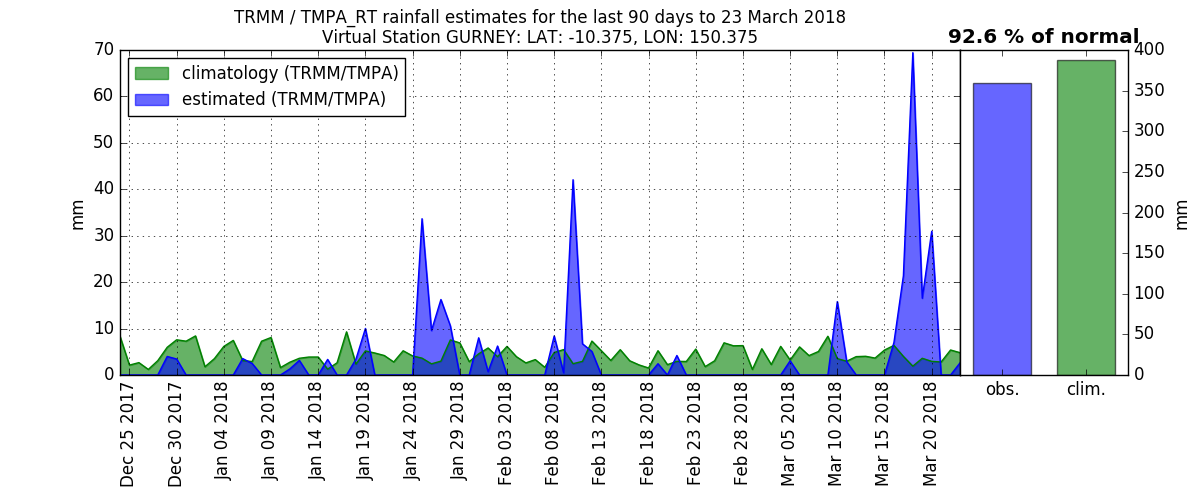 TRMM / TMPA_RT rainfall estimates for the last 90 days to 23 March 2018
Virtual Station GURNEY: LAT: -10.375, LON: 150.375
92.6 % of normal
climatology (TRMM/TMPA)
estimated (TRMM/TMPA)
mm
70
60
50
40
30
20
10
0
Dec 25 2017
Dec 30 2017
Jan 04 2018
Jan 09 2018
Jan 14 2018
Jan 19 2018
Jan 24 2018
Jan 29 2018
Feb 03 2018
Feb 08 2018
Feb 13 2018
Feb 18 2018
Feb 23 2018
Feb 28 2018
Mar 05 2018
Mar 10 2018
Mar 15 2018
Mar 20 2018
400
350
300
250
200
150
100
50
0
mm
obs.
clim.